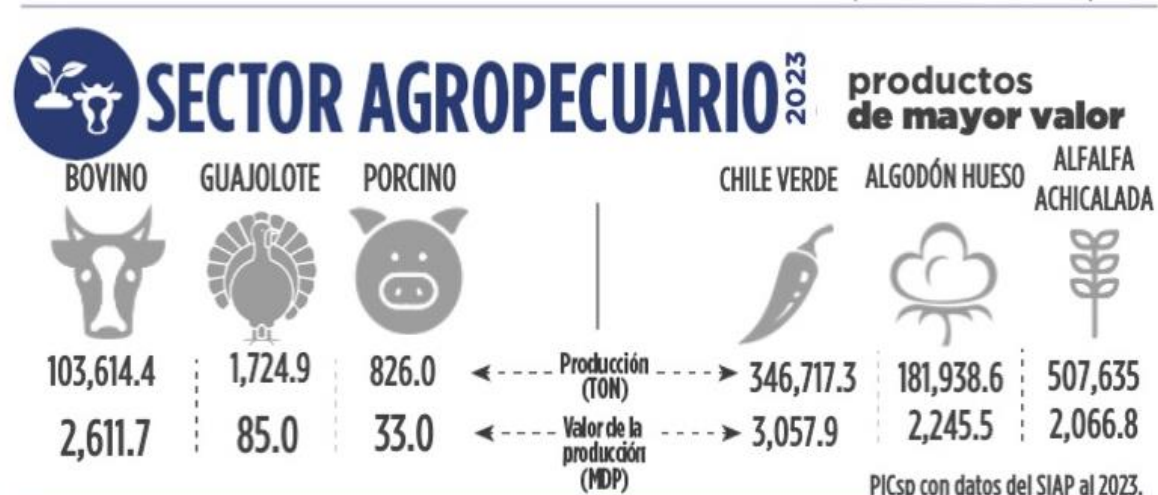 SECTOR AGROPECUARIO 2023
productos
de mayor valor
BOVINO GUAJOLOTE PORCINO CHILE VERDE ALGODÓN HUESO ALFALFA
ACHICALADA
103,614.4 1,724.9 826.0 Producción
(TON) 346,717.3 181,938.6 507,635
2,611.7 85.0 33.0 Valor de la
producción
(MDP) 3,057.9 2,245.5 2,066.8
PICsp con datos del SIAP al 2023.